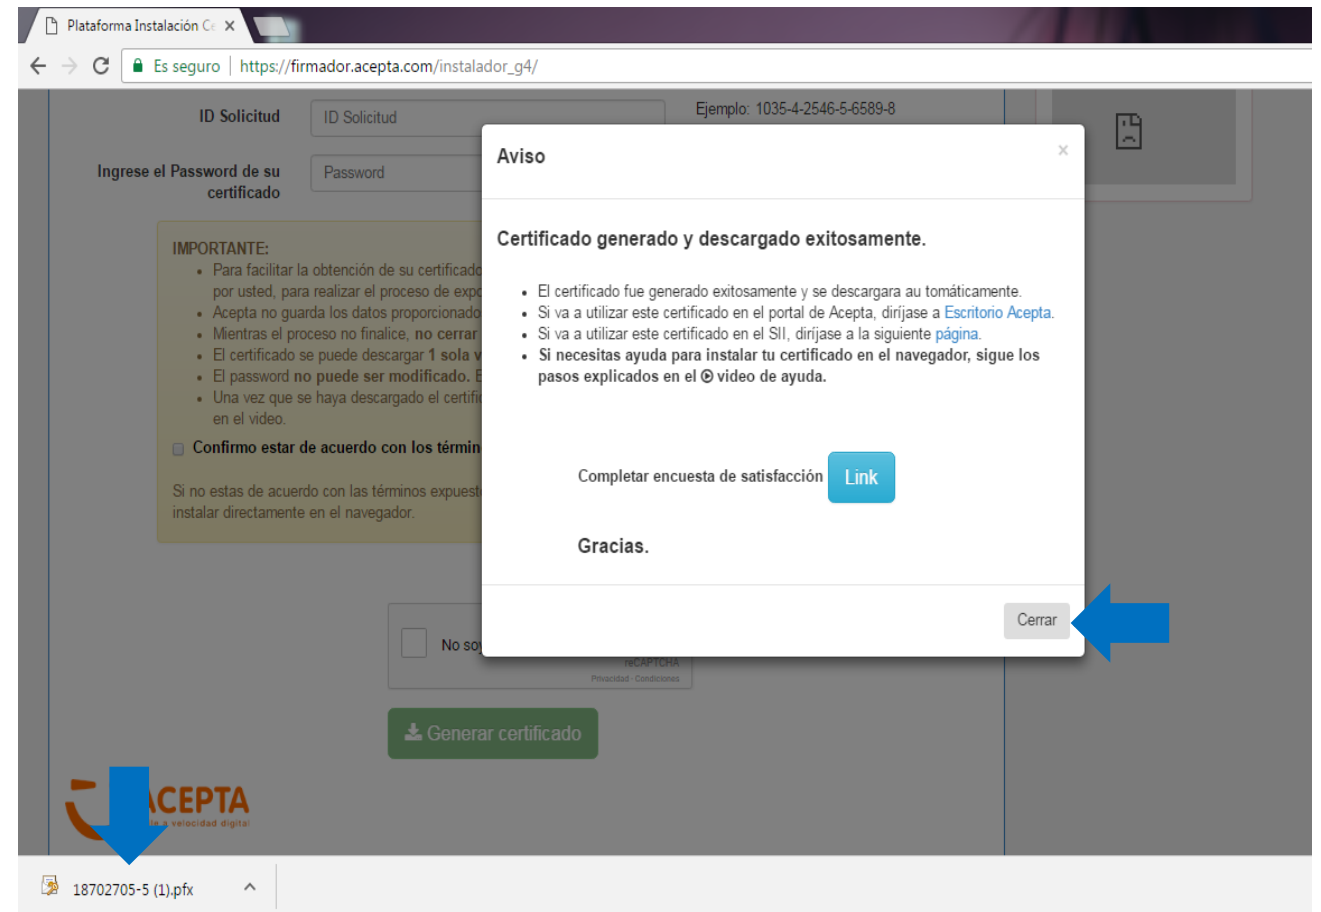 Plataforma Instalación Ce
Es seguro | https://firmador.acepta.com/instalador_g4/
ID Solicitud
ID Solicitud
Ejemplo: 1035-4-2546-5-6589-8
Ingrese el Password de su
certificado
Password
IMPORTANTE:
Para facilitar la obtención de su certificado
por usted, para realizar el proceso de expo
Acepta no guarda los datos proporcionado
Mientras el proceso no finalice, no cerrar
El certificado se puede descargar 1 sola v
El password no puede ser modificado. E
Una vez que se haya descargado el certifi
en el video.
Confirmo estar de acuerdo con los términ
Si no estas de acuerdo con las términos expuest
instalar directamente en el navegador.
Aviso
×
Certificado generado y descargado exitosamente.
El certificado fue generado exitosamente y se descargara au tomáticamente.
Si va a utilizar este certificado en el portal de Acepta, diríjase a Escritorio Acepta.
Si va a utilizar este certificado en el SII, diríjase a la siguiente página.
Si necesitas ayuda para instalar tu certificado en el navegador, sigue los
pasos explicados en el video de ayuda.
Completar encuesta de satisfacción Link
Gracias.
Cerrar
No soy
reCAPTCHA
Privacidad - Condiciones
Generar certificado
ACEPTA
a velocidad digital
18702705-5 (1).pfx